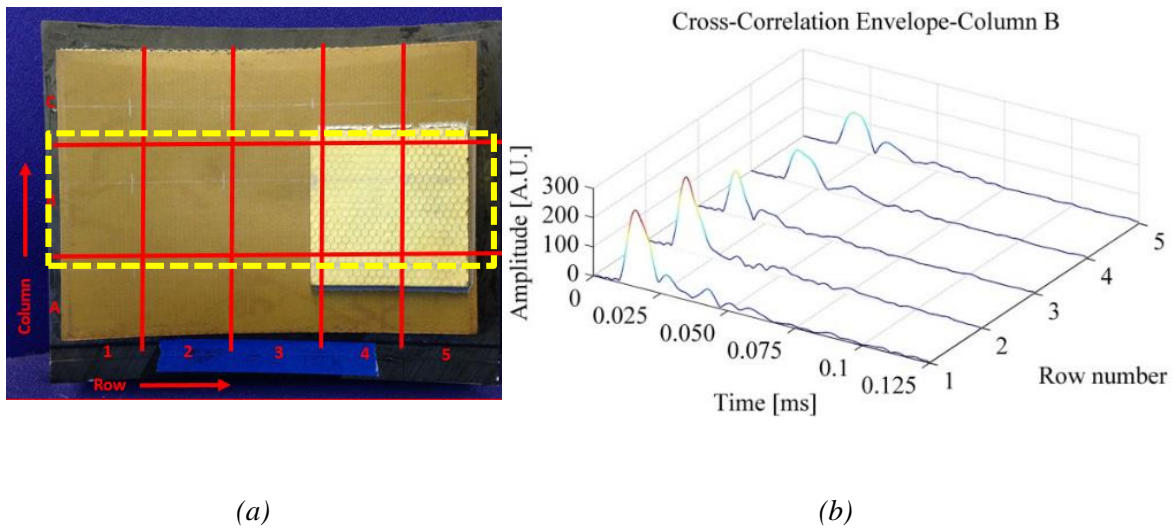 C
A
Column
1 2 3 4 5
Row
(a)
Cross-Correlation Envelope-Column B
Amplitude [A.U.]
300
200
100
0
0
0.025
0.050
0.075
0.1
0.125
Time [ms]
1
2
3
4
5
Row number
(b)